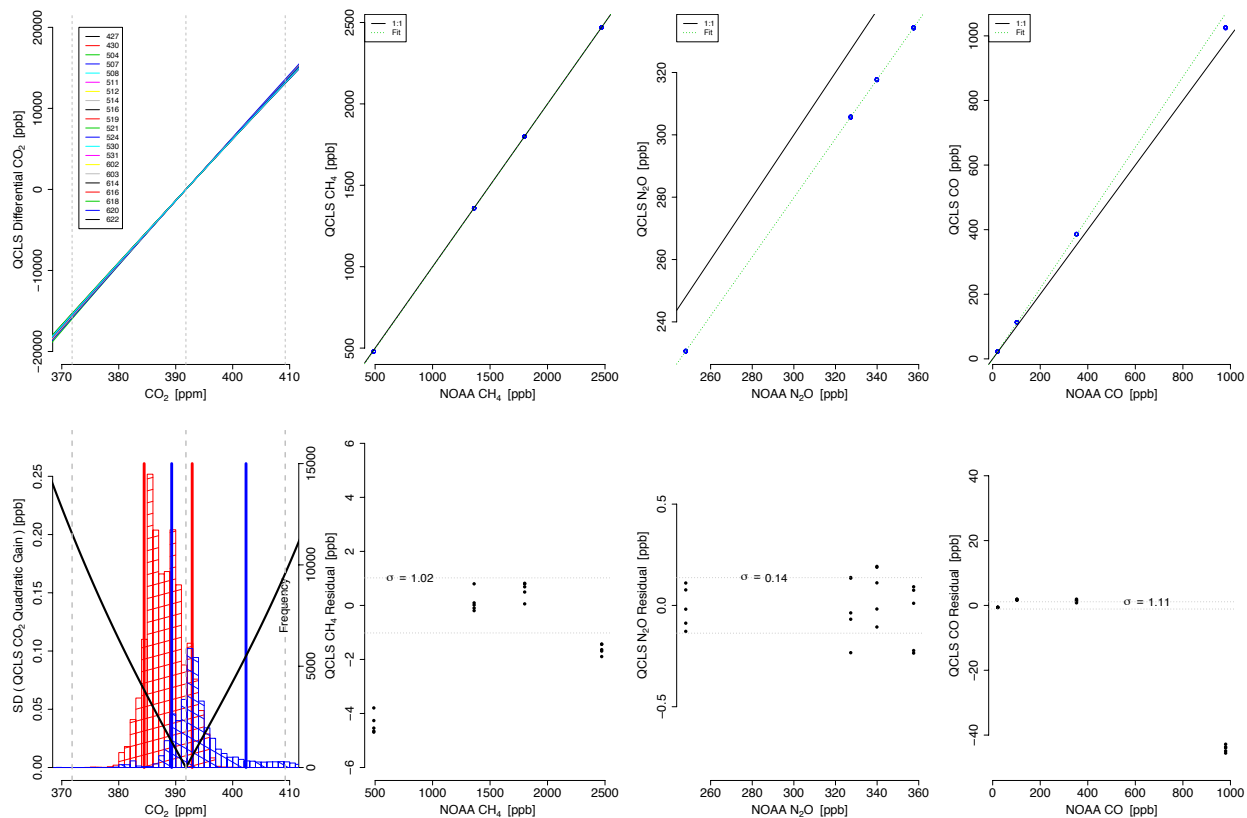 QCLS Differential CO₂ [ppb]
−20000 −10000 0 10000 20000
427
430
504
507
508
511
512
514
516
519
521
524
530
531
602
603
614
616
618
620
622
370 380 390 400 410
CO₂ [ppm]
QCLS CH₄ [ppb]
500 1000 1500 2000 2500
1:1
Fit
500 1000 1500 2000 2500
NOAA CH₄ [ppb]
QCLS N₂O [ppb]
240 260 280 300 320
1:1
Fit
260 280 300 320 340 360
NOAA N₂O [ppb]
QCLS CO [ppb]
0 200 400 600 800 1000
1:1
Fit
0 200 400 600 800 1000
NOAA CO [ppb]
SD ( QCLS CO₂ Quadratic Gain ) [ppb]
0.00 0.05 0.10 0.15 0.20 0.25
0 5000 10000 15000
Frequency
370 380 390 400 410
CO₂ [ppm]
QCLS CH₄ Residual [ppb]
−6 −4 −2 0 2 4 6
σ = 1.02
500 1000 1500 2000 2500
NOAA CH₄ [ppb]
QCLS N₂O Residual [ppb]
−0.5 0.0 0.5
σ = 0.14
260 280 300 320 340 360
NOAA N₂O [ppb]
QCLS CO Residual [ppb]
−40 −20 0 20 40
σ = 1.11
0 200 400 600 800 1000
NOAA CO [ppb]